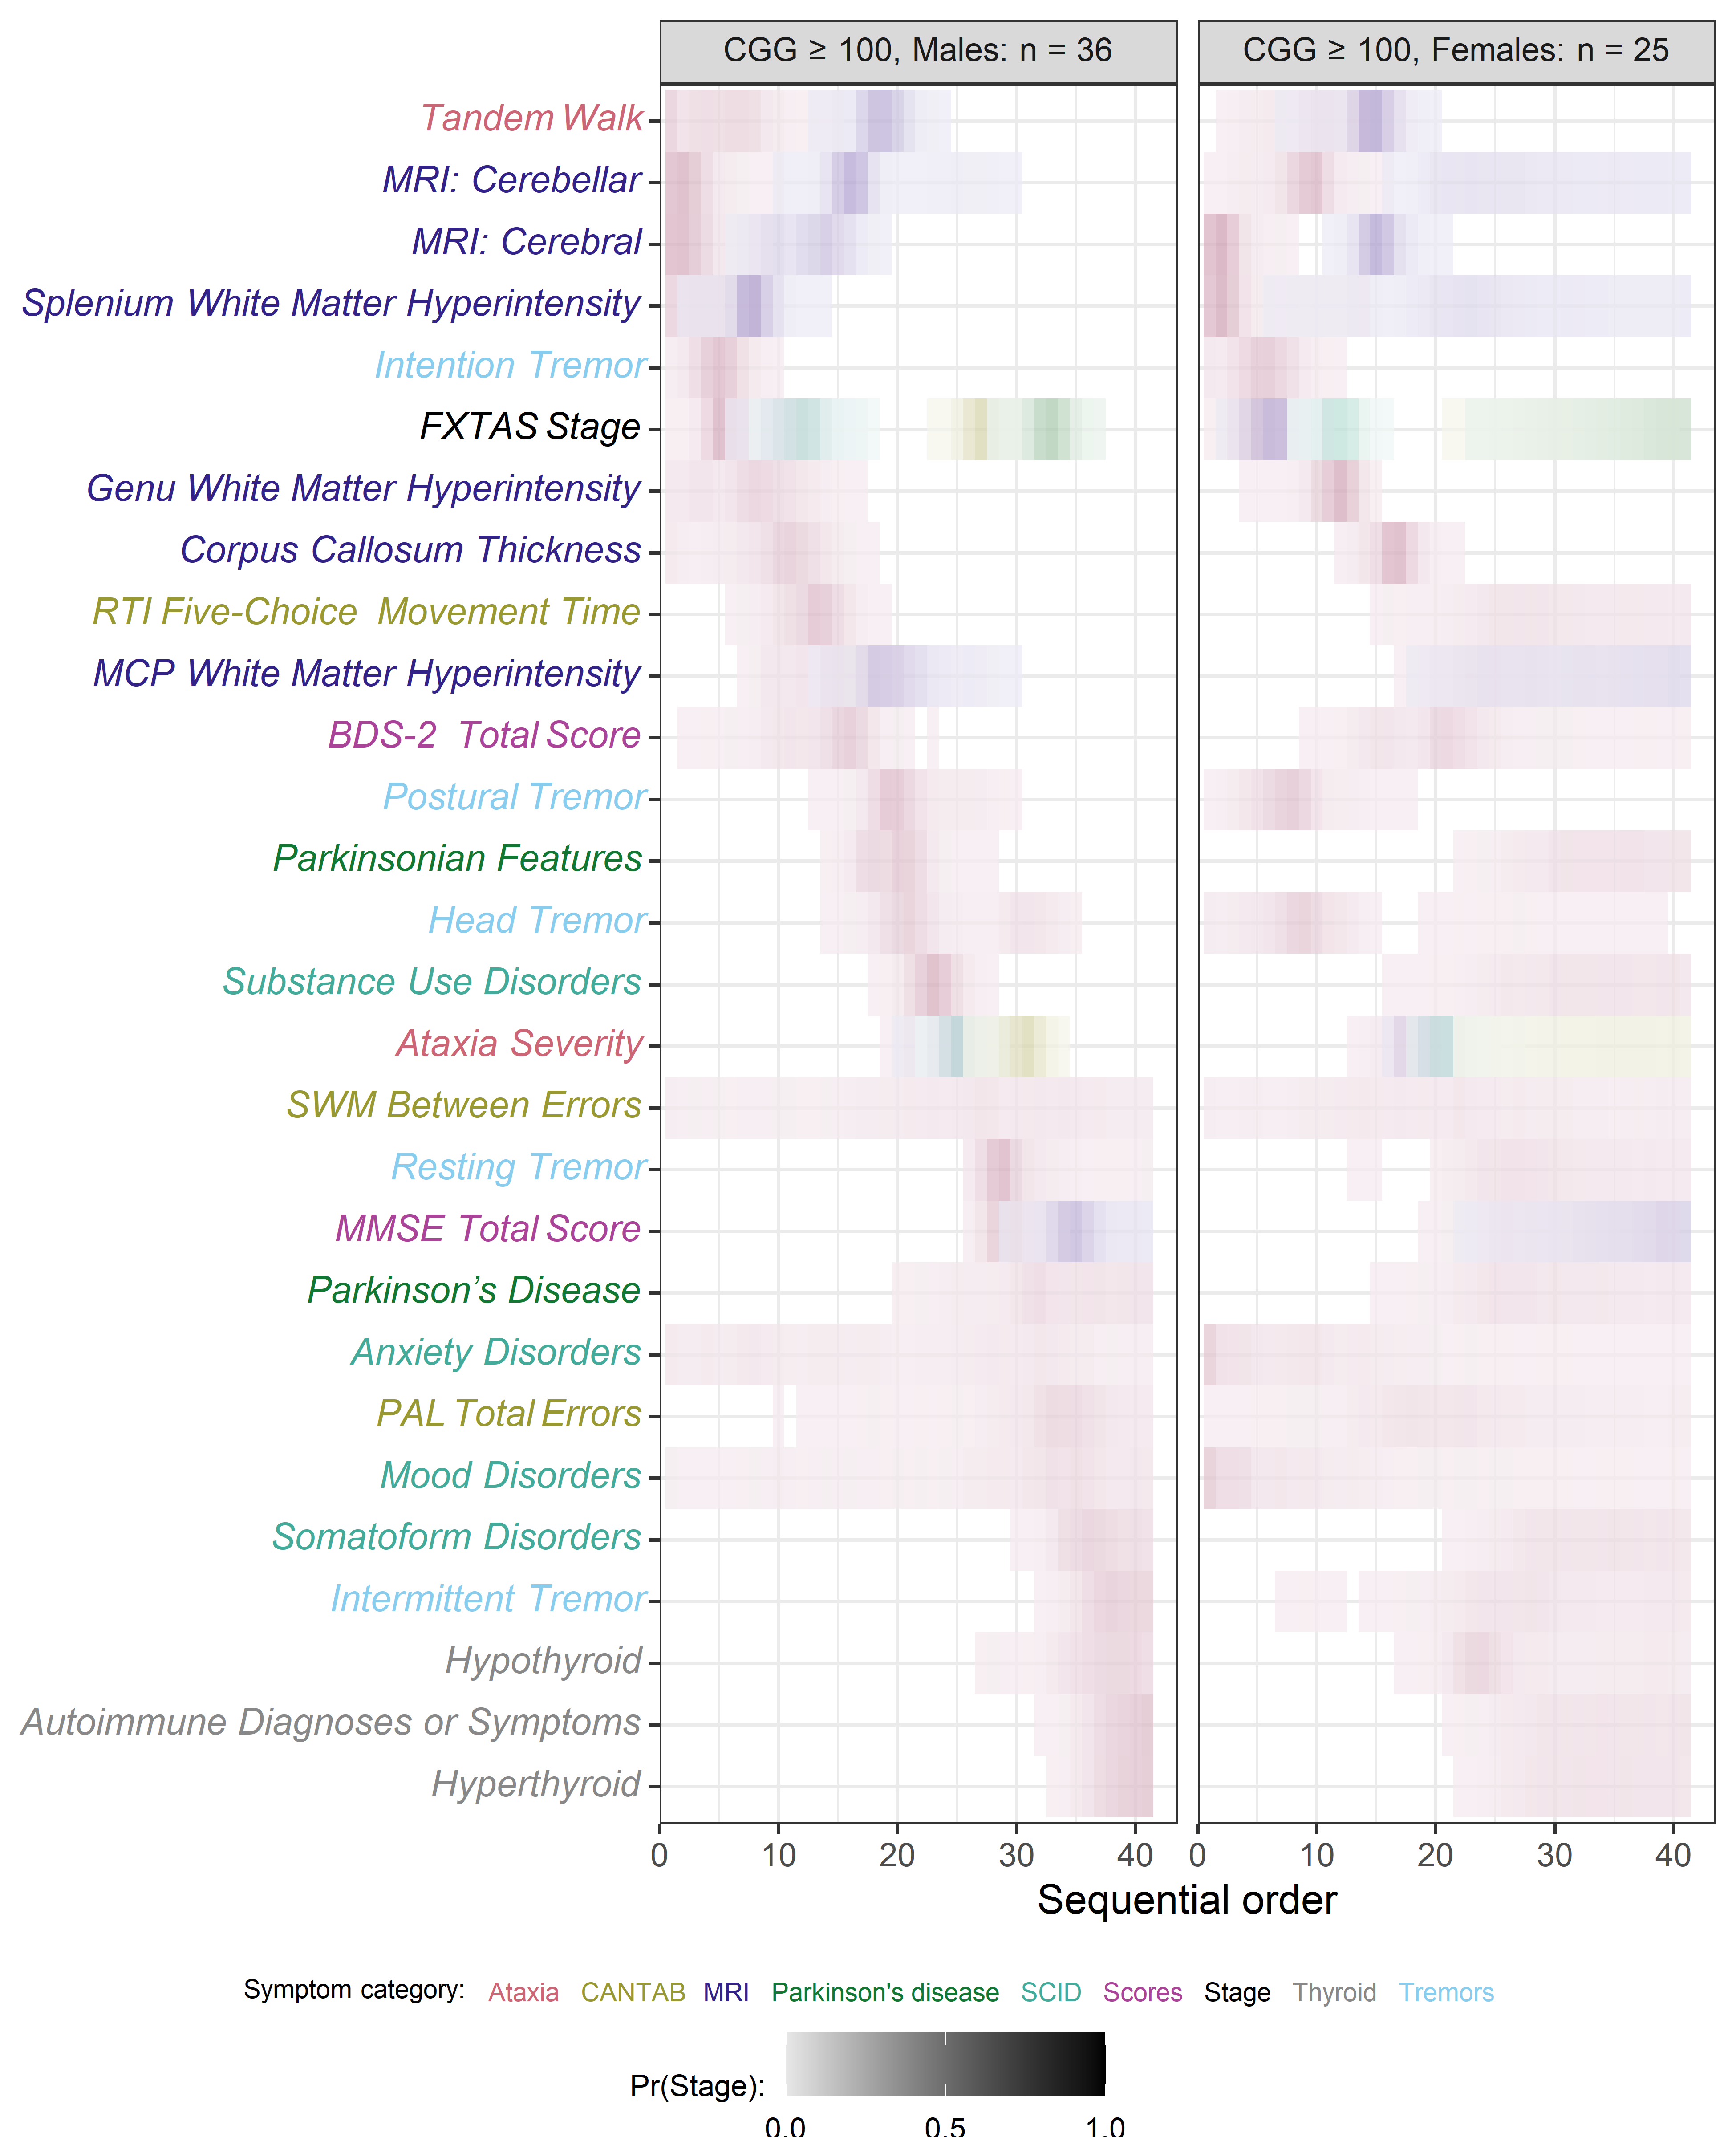 CGG ≥ 100, Males: n = 36
CGG ≥ 100, Females: n = 25
Tandem Walk
MRI: Cerebellar
MRI: Cerebral
Splenium White Matter Hyperintensity
Intention Tremor
FXTAS Stage
Genu White Matter Hyperintensity
Corpus Callosum Thickness
RTI Five-Choice Movement Time
MCP White Matter Hyperintensity
BDS-2 Total Score
Postural Tremor
Parkinsonian Features
Head Tremor
Substance Use Disorders
Ataxia Severity
SWM Between Errors
Resting Tremor
MMSE Total Score
Parkinson’s Disease
Anxiety Disorders
PAL Total Errors
Mood Disorders
Somatoform Disorders
Intermittent Tremor
Hypothyroid
Autoimmune Diagnoses or Symptoms
Hyperthyroid
0 10 20 30 40 0 10 20 30 40
Sequential order
Symptom category: Ataxia CANTAB MRI Parkinson's disease SCID Scores Stage Thyroid Tremors
Pr(Stage):
0.0 0.5 1.0